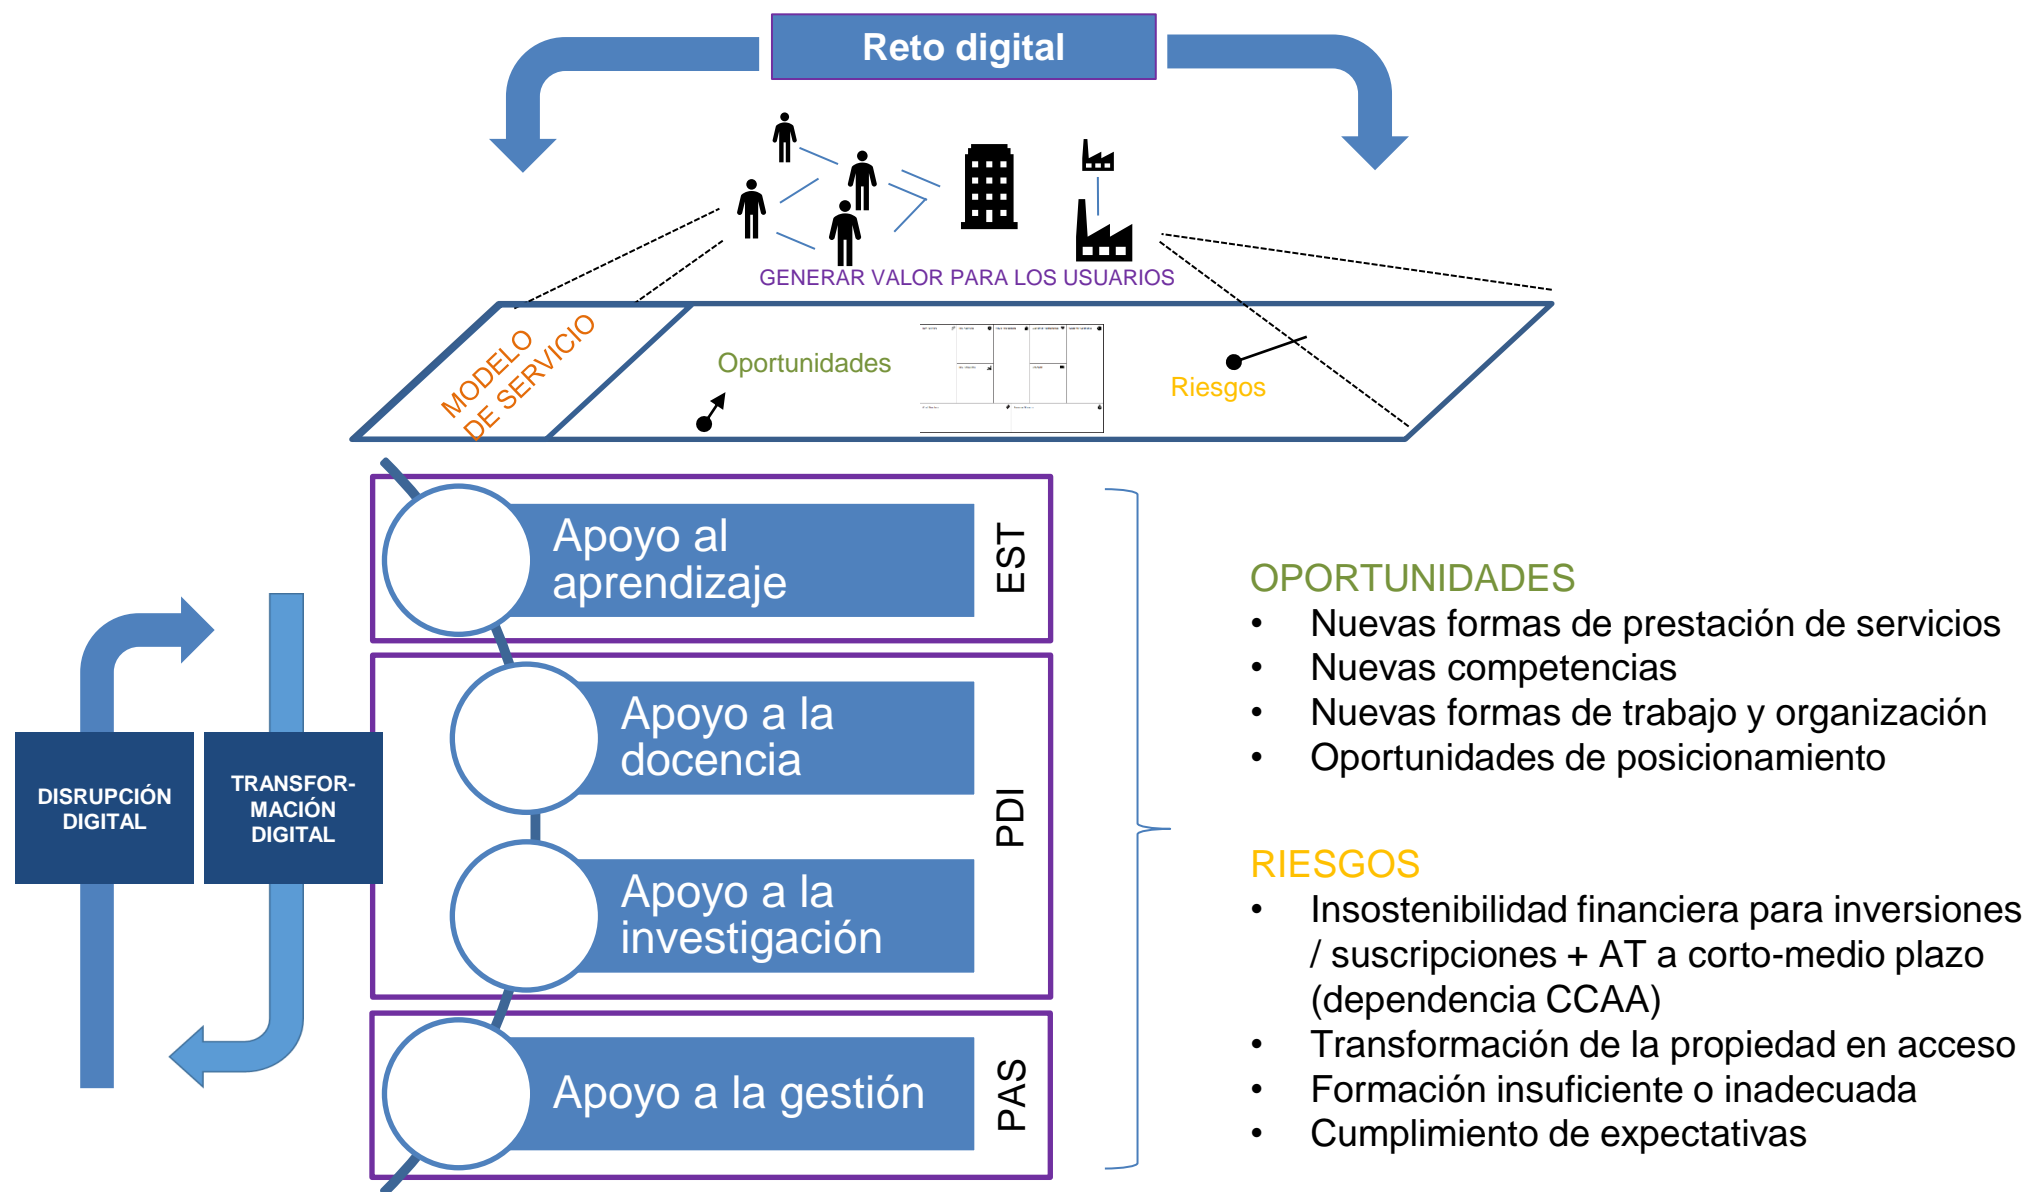 Reto digital
GENERAR VALOR PARA LOS USUARIOS
MODELO
DE SERVICIO
Oportunidades
Riesgos
Apoyo al
aprendizaje
EST
Apoyo a la
docencia
Apoyo a la
investigación
PDI
Apoyo a la gestión
PAS
DISRUPCIÓN
DIGITAL
TRANSFOR-
MACIÓN
DIGITAL
OPORTUNIDADES
• Nuevas formas de prestación de servicios
• Nuevas competencias
• Nuevas formas de trabajo y organización
• Oportunidades de posicionamiento
RIESGOS
• Insostenibilidad financiera para inversiones
/ suscripciones + AT a corto-medio plazo
(dependencia CCAA)
• Transformación de la propiedad en acceso
• Formación insuficiente o inadecuada
• Cumplimiento de expectativas